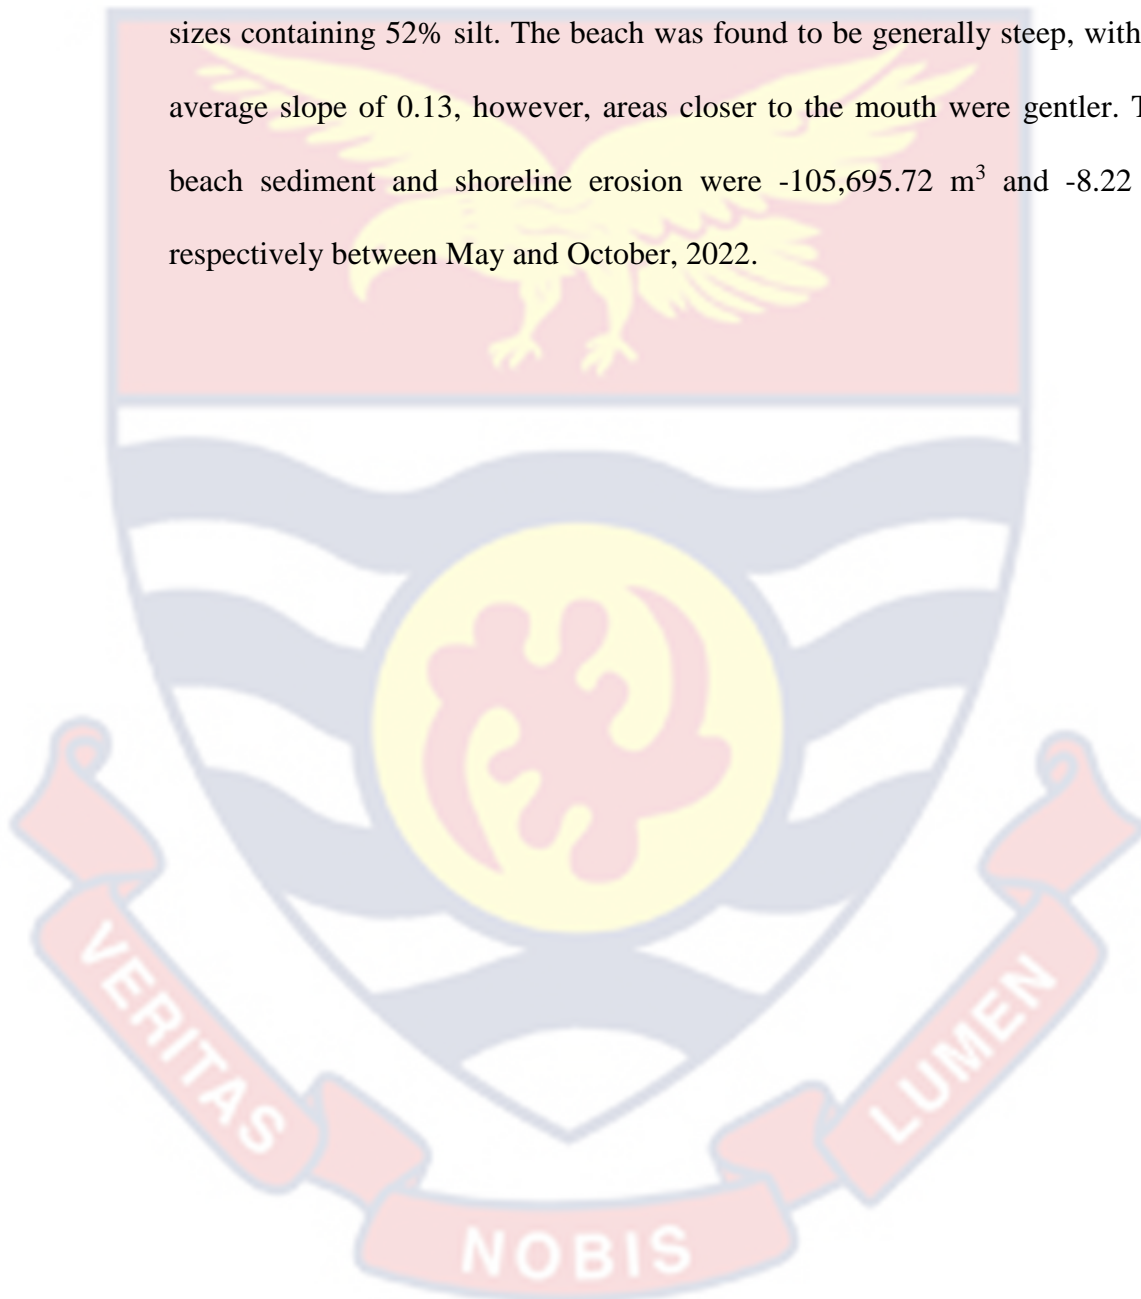 sizes containing 52% silt. The beach was found to be generally steep, with
average slope of 0.13, however, areas closer to the mouth were gentler. T
beach sediment and shoreline erosion were -105,695.72 m³ and -8.22
respectively between May and October, 2022.
VERITAS
NOBIS
LUMEN